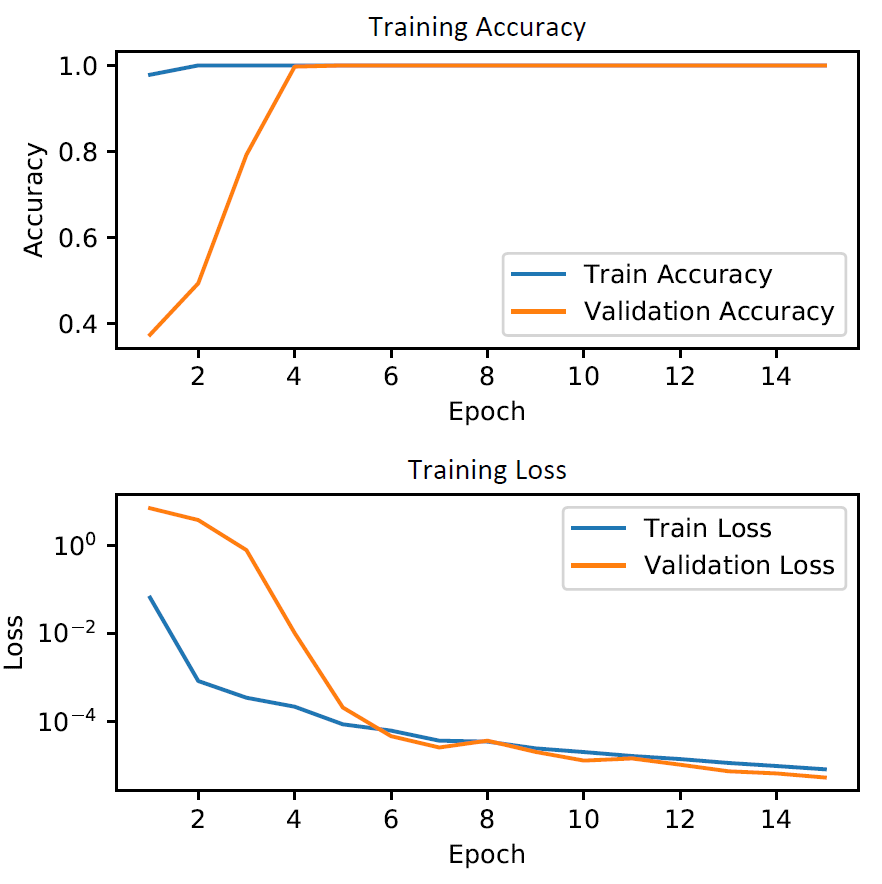 Training Accuracy
1.0
0.8
0.6
0.4
Accuracy
Train Accuracy
Validation Accuracy
2 4 6 8 10 12 14
Epoch
Training Loss
10⁰
10⁻²
10⁻⁴
Loss
Train Loss
Validation Loss
2 4 6 8 10 12 14
Epoch